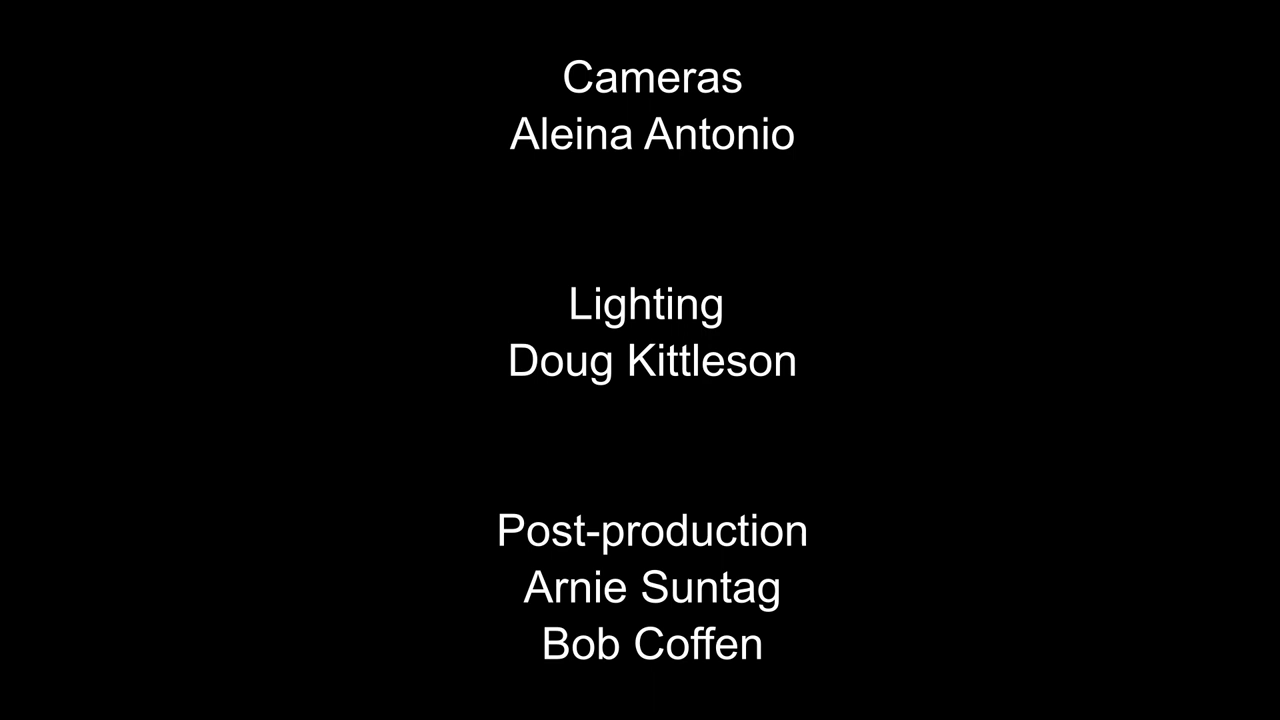 Cameras
Aleina Antonio
Lighting
Doug Kittleson
Post-production
Arnie Suntag
Bob Coffen